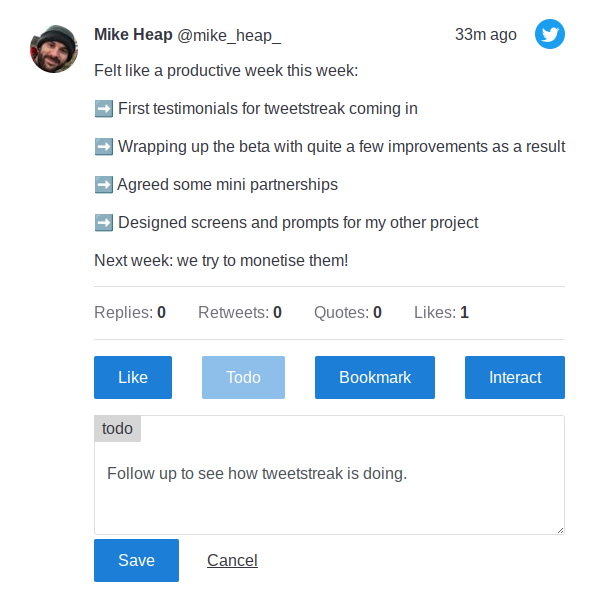 Mike Heap @mike_heap_ 33m ago
Felt like a productive week this week:
➡️ First testimonials for tweetstreak coming in
➡️ Wrapping up the beta with quite a few improvements as a result
➡️ Agreed some mini partnerships
➡️ Designed screens and prompts for my other project
Next week: we try to monetise them!
Replies: 0 Retweets: 0 Quotes: 0 Likes: 1
Like Todo Bookmark Interact
todo
Follow up to see how tweetstreak is doing.
Save Cancel